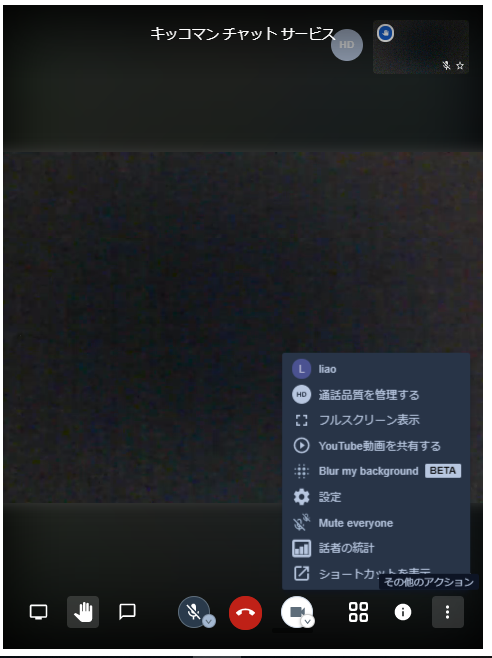 キッコマン チャット サービス
HD
L liao
HD 通話品質を管理する
フルスクリーン表示
YouTube動画を共有する
Blur my background BETA
設定
Mute everyone
話者の統計
ショートカットを表示
その他のアクション